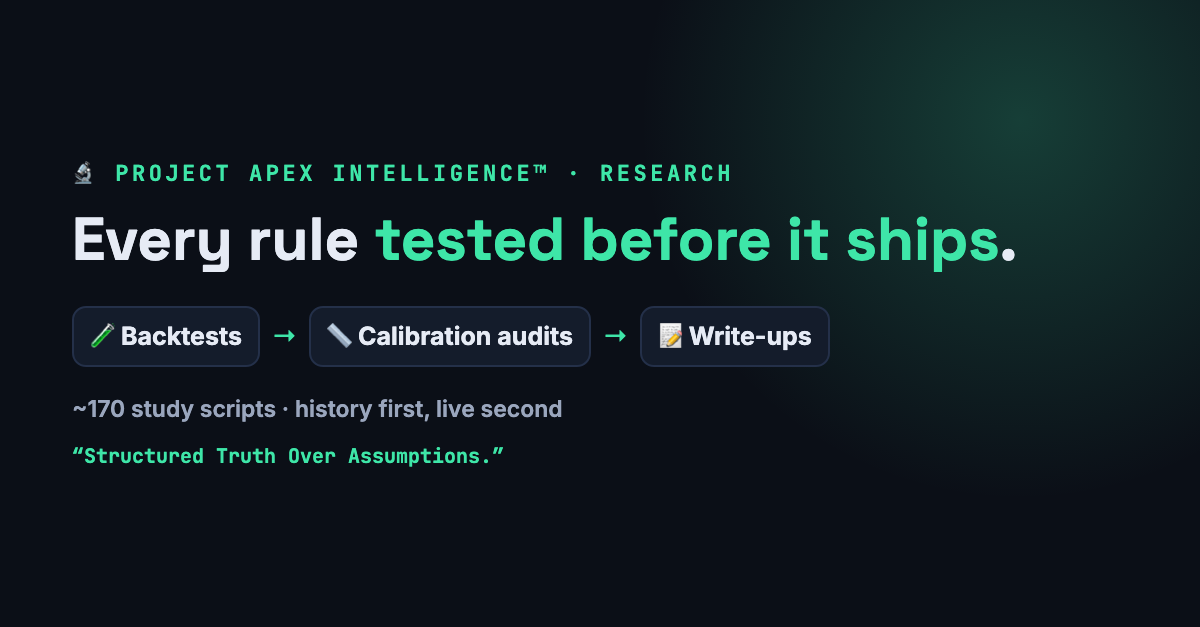 🔬 PROJECT APEX INTELLIGENCE™ · RESEARCH
Every rule tested before it ships.
🧪 Backtests → 📏 Calibration audits → 📝 Write-ups
~170 study scripts · history first, live second
“Structured Truth Over Assumptions.”